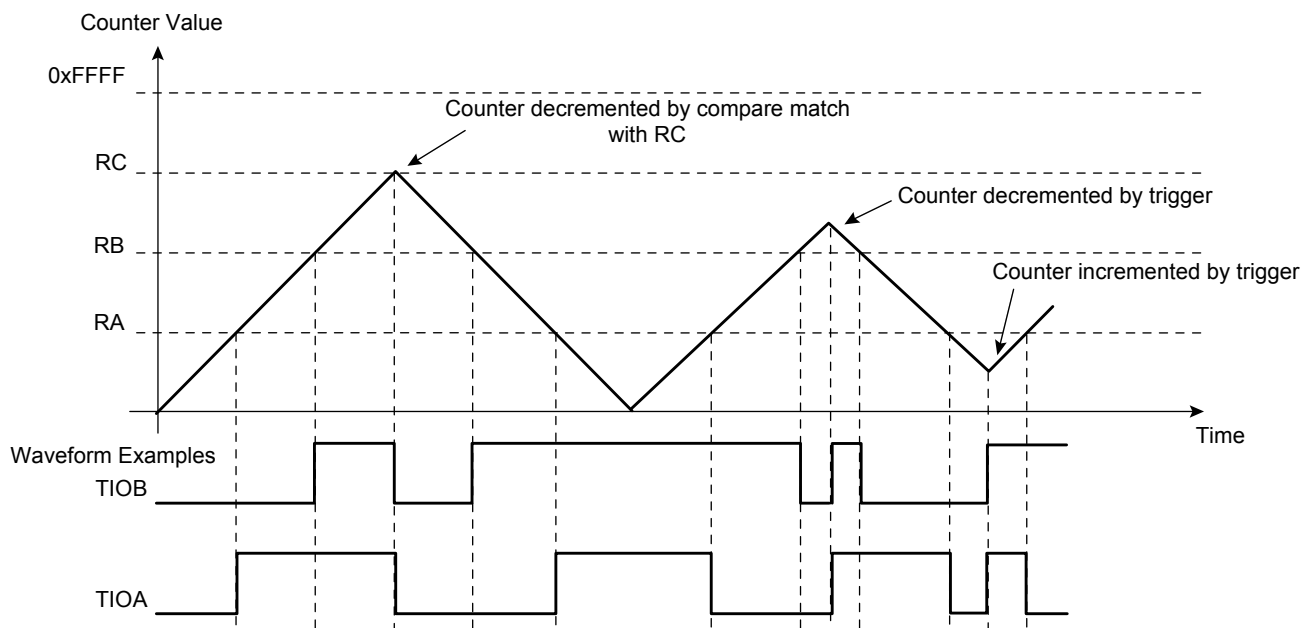 Counter Value
0xFFFF
Counter decremented by compare match
with RC
RC
Counter decremented by trigger
RB
Counter incremented by trigger
RA
Time
Waveform Examples
TIOB
TIOA